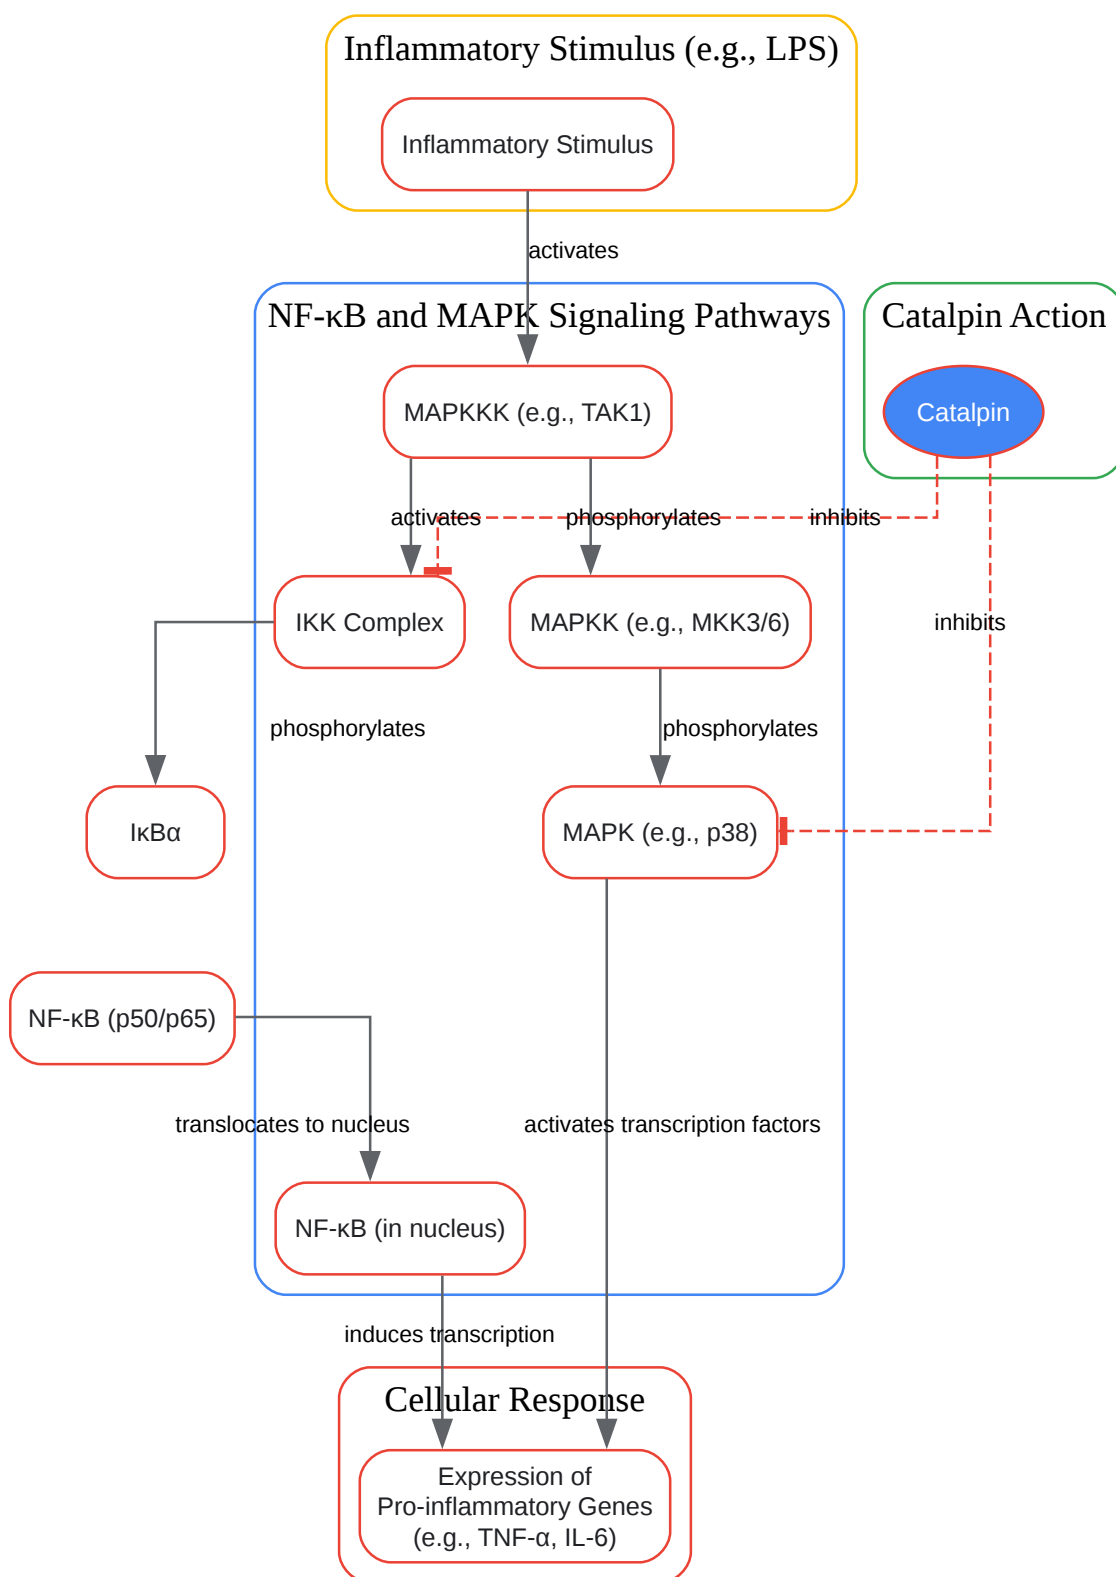 Inflammatory Stimulus (e.g., LPS)
Inflammatory Stimulus
activates
NF-κB and MAPK Signaling Pathways
Catalpin Action
MAPKKK (e.g., TAK1)
Catalpin
activates
phosphorylates
inhibits
IKK Complex
MAPKK (e.g., MKK3/6)
inhibits
phosphorylates
phosphorylates
IκBα
MAPK (e.g., p38)
NF-κB (p50/p65)
translocates to nucleus
activates transcription factors
NF-κB (in nucleus)
induces transcription
Cellular Response
Expression of
Pro-inflammatory Genes
(e.g., TNF-α, IL-6)